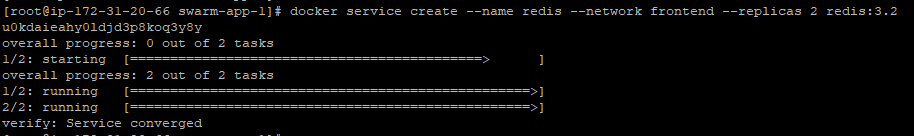 [root@ip-172-31-20-66 swarm-app-1]# docker service create --name redis --network frontend --replicas 2 redis:3.2
u0kdaieahy0ldjd3p8koq3y8y
overall progress: 0 out of 2 tasks
1/2: starting  [============================================>      ]
overall progress: 2 out of 2 tasks
1/2: running   [==================================================>]
2/2: running   [==================================================>]
verify: Service converged